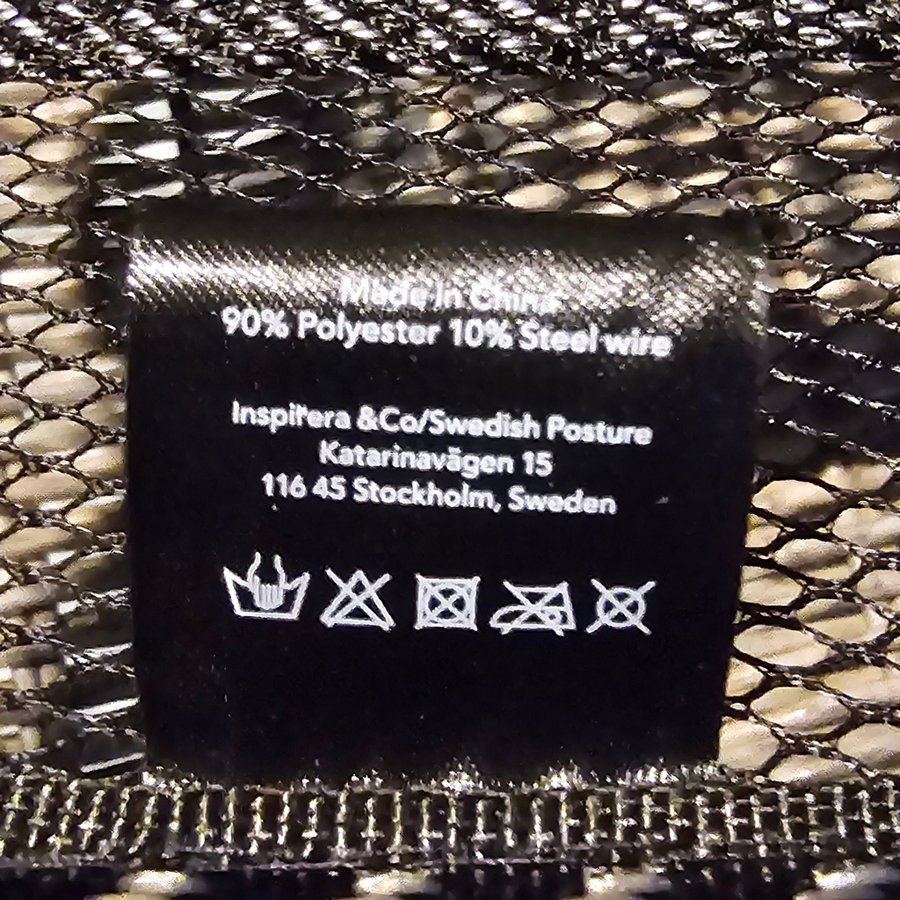 Made in China
90% Polyester 10% Steel wire
Inspirera &Co/Swedish Posture
Katarinavägen 15
116 45 Stockholm, Sweden